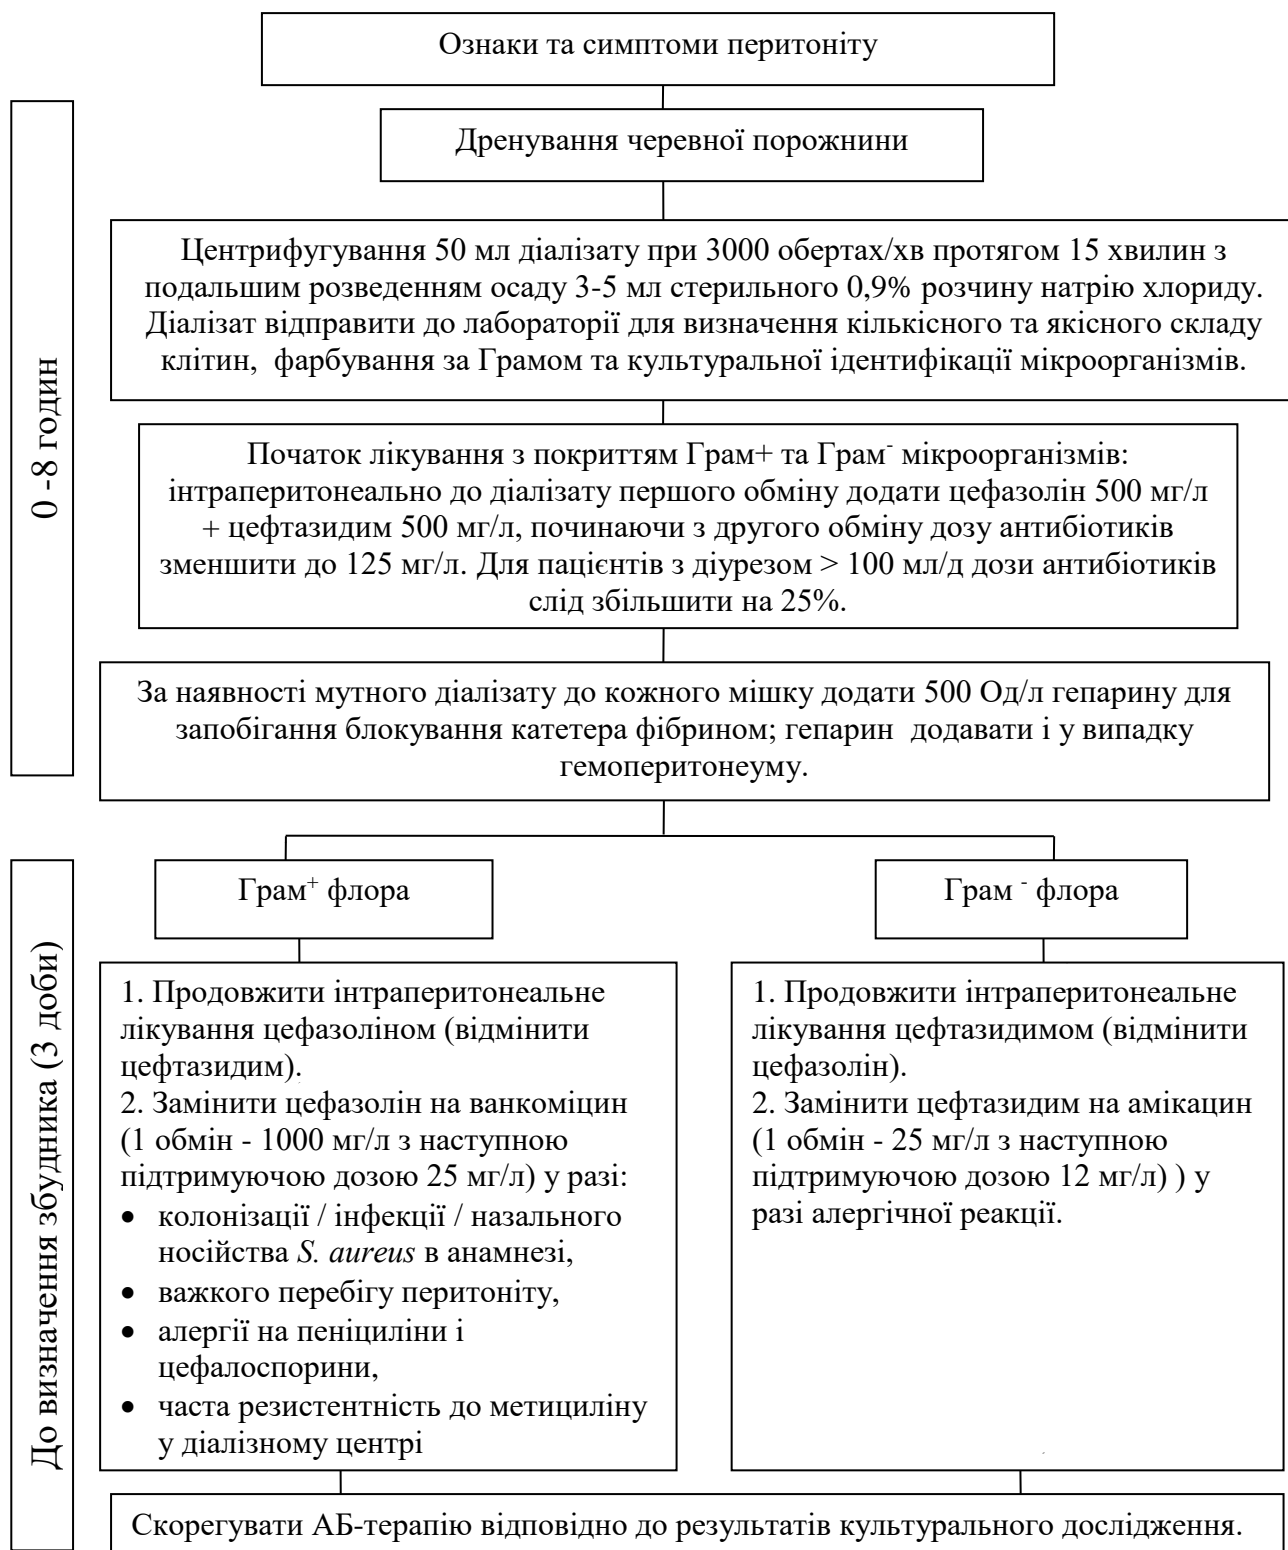 Ознаки та симптоми перитоніту
Дренування черевної порожнини
0 -8 годин
Центрифугування 50 мл діалізату при 3000 обертах/хв протягом 15 хвилин з
подальшим розведенням осаду 3-5 мл стерильного 0,9% розчину натрію хлориду.
Діалізат відправити до лабораторії для визначення кількісного та якісного складу
клітин, фарбування за Грамом та культуральної ідентифікації мікроорганізмів.
Початок лікування з покриттям Грам+ та Грам⁻ мікроорганізмів:
інтраперитонеально до діалізату першого обміну додати цефазолін 500 мг/л
+ цефтазидим 500 мг/л, починаючи з другого обміну дозу антибіотиків
зменшити до 125 мг/л. Для пацієнтів з діурезом > 100 мл/д дози антибіотиків
слід збільшити на 25%.
За наявності мутного діалізату до кожного мішку додати 500 Од/л гепарину для
запобігання блокування катетера фібрином; гепарин додавати і у випадку
гемоперитонеуму.
До визначення збудника (3 доби)
Грам⁺ флора
1. Продовжити інтраперитонеальне
лікування цефазоліном (відмінити
цефтазидим).
2. Замінити цефазолін на ванкоміцин
(1 обмін - 1000 мг/л з наступною
підтримуючою дозою 25 мг/л) у разі:
• колонізації / інфекції / назального
носійства S. aureus в анамнезі,
• важкого перебігу перитоніту,
• алергії на пеніциліни і
цефалоспорини,
• часта резистентність до метициліну
у діалізному центрі
Грам ⁻ флора
1. Продовжити інтраперитонеальне
лікування цефтазидимом (відмінити
цефазолін).
2. Замінити цефтазидим на амікацин
(1 обмін - 25 мг/л з наступною
підтримуючою дозою 12 мг/л) ) у
разі алергічної реакції.
Скорегувати АБ-терапію відповідно до результатів культурального дослідження.